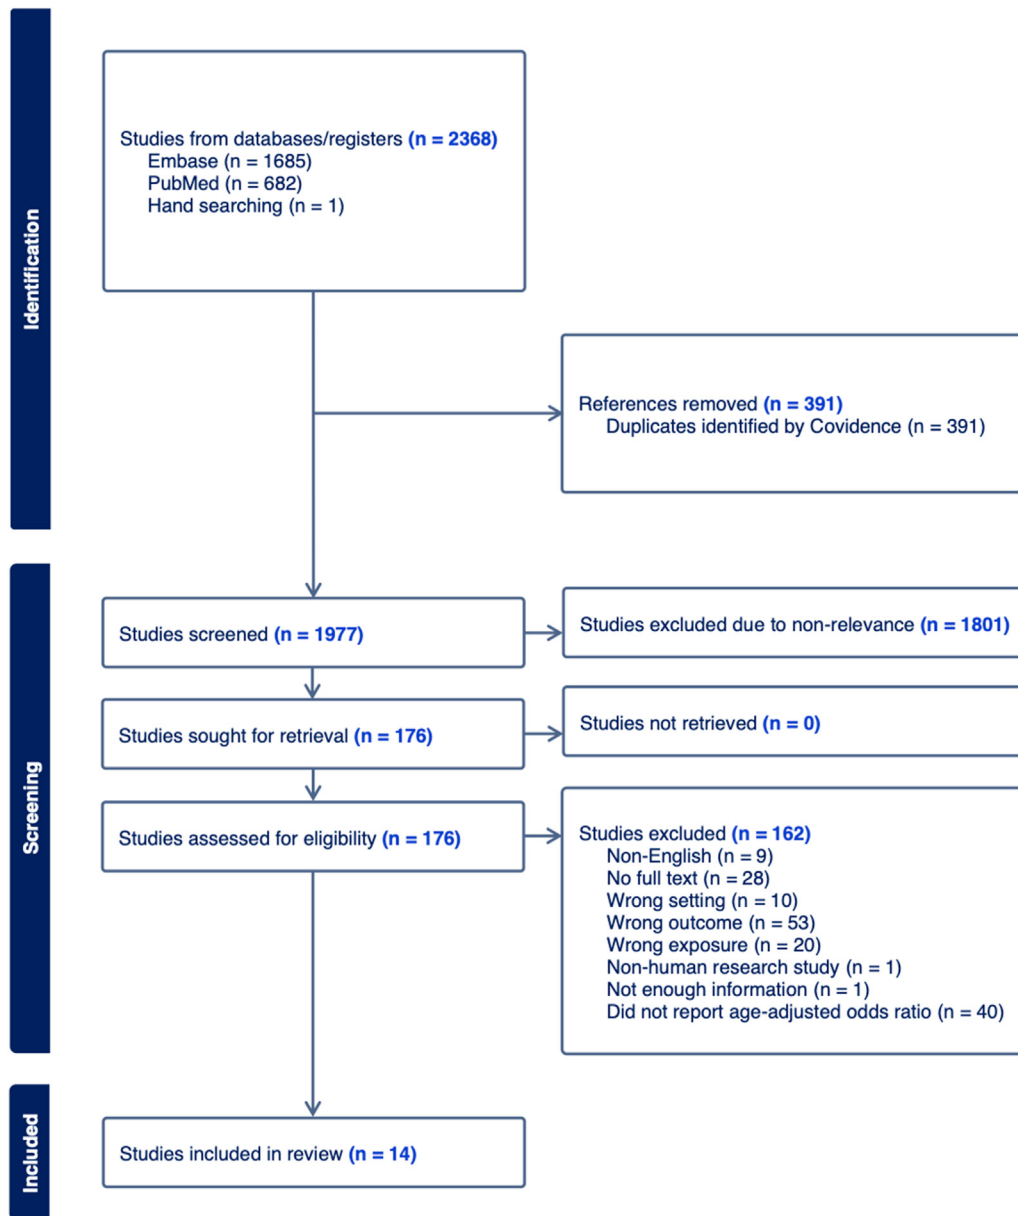 Identification
Studies from databases/registers (n = 2368)
Embase (n = 1685)
PubMed (n = 682)
Hand searching (n = 1)
References removed (n = 391)
Duplicates identified by Covidence (n = 391)
Screening
Studies screened (n = 1977)
Studies excluded due to non-relevance (n = 1801)
Studies sought for retrieval (n = 176)
Studies not retrieved (n = 0)
Studies assessed for eligibility (n = 176)
Studies excluded (n = 162)
Non-English (n = 9)
No full text (n = 28)
Wrong setting (n = 10)
Wrong outcome (n = 53)
Wrong exposure (n = 20)
Non-human research study (n = 1)
Not enough information (n = 1)
Did not report age-adjusted odds ratio (n = 40)
Included
Studies included in review (n = 14)